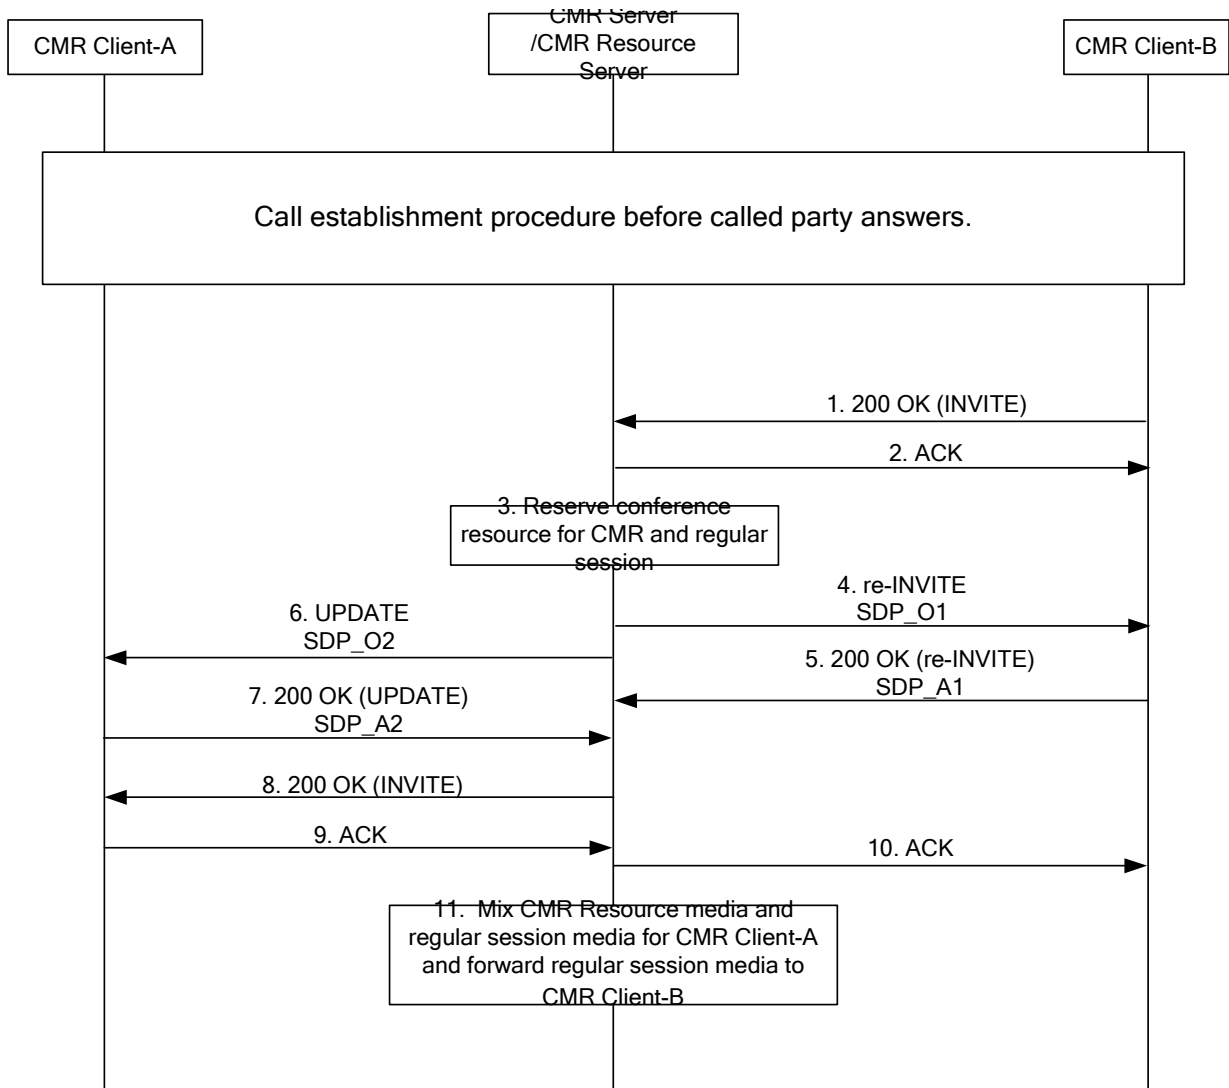 CMR Client-A
CMR Server
/CMR Resource
Server
CMR Client-B
Call establishment procedure before called party answers.
1. 200 OK (INVITE)
2. ACK
3. Reserve conference
resource for CMR and regular
session
4. re-INVITE
SDP_O1
6. UPDATE
SDP_O2
5. 200 OK (re-INVITE)
SDP_A1
7. 200 OK (UPDATE)
SDP_A2
8. 200 OK (INVITE)
9. ACK
10. ACK
11. Mix CMR Resource media and
regular session media for CMR Client-A
and forward regular session media to
CMR Client-B